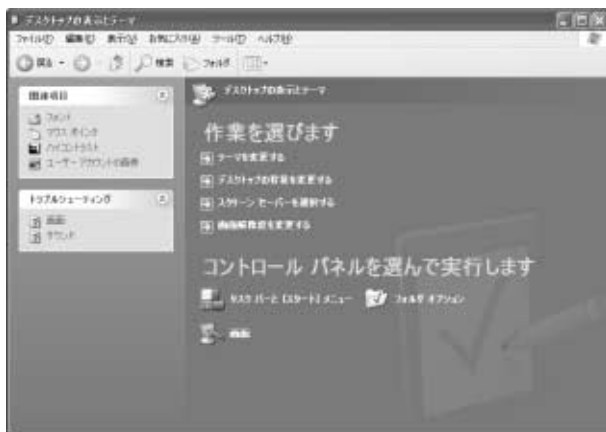 デスクトップの表示とテーマ
ファイル(F) 編集(E) 表示(V) お気に入り(A) ツール(T) ヘルプ(H)
戻る 検索 フォルダ
関連項目
フォント
マウス ポインタ
ハイコントラスト
ユーザー アカウントの画像
トラブルシューティング
画面
サウンド
デスクトップの表示とテーマ
作業を選びます
テーマを変更する
デスクトップの背景を変更する
スクリーン セーバーを選択する
画面解像度を変更する
コントロール パネルを選んで実行します
タスク バーと [スタート] メニュー フォルダ オプション
画面